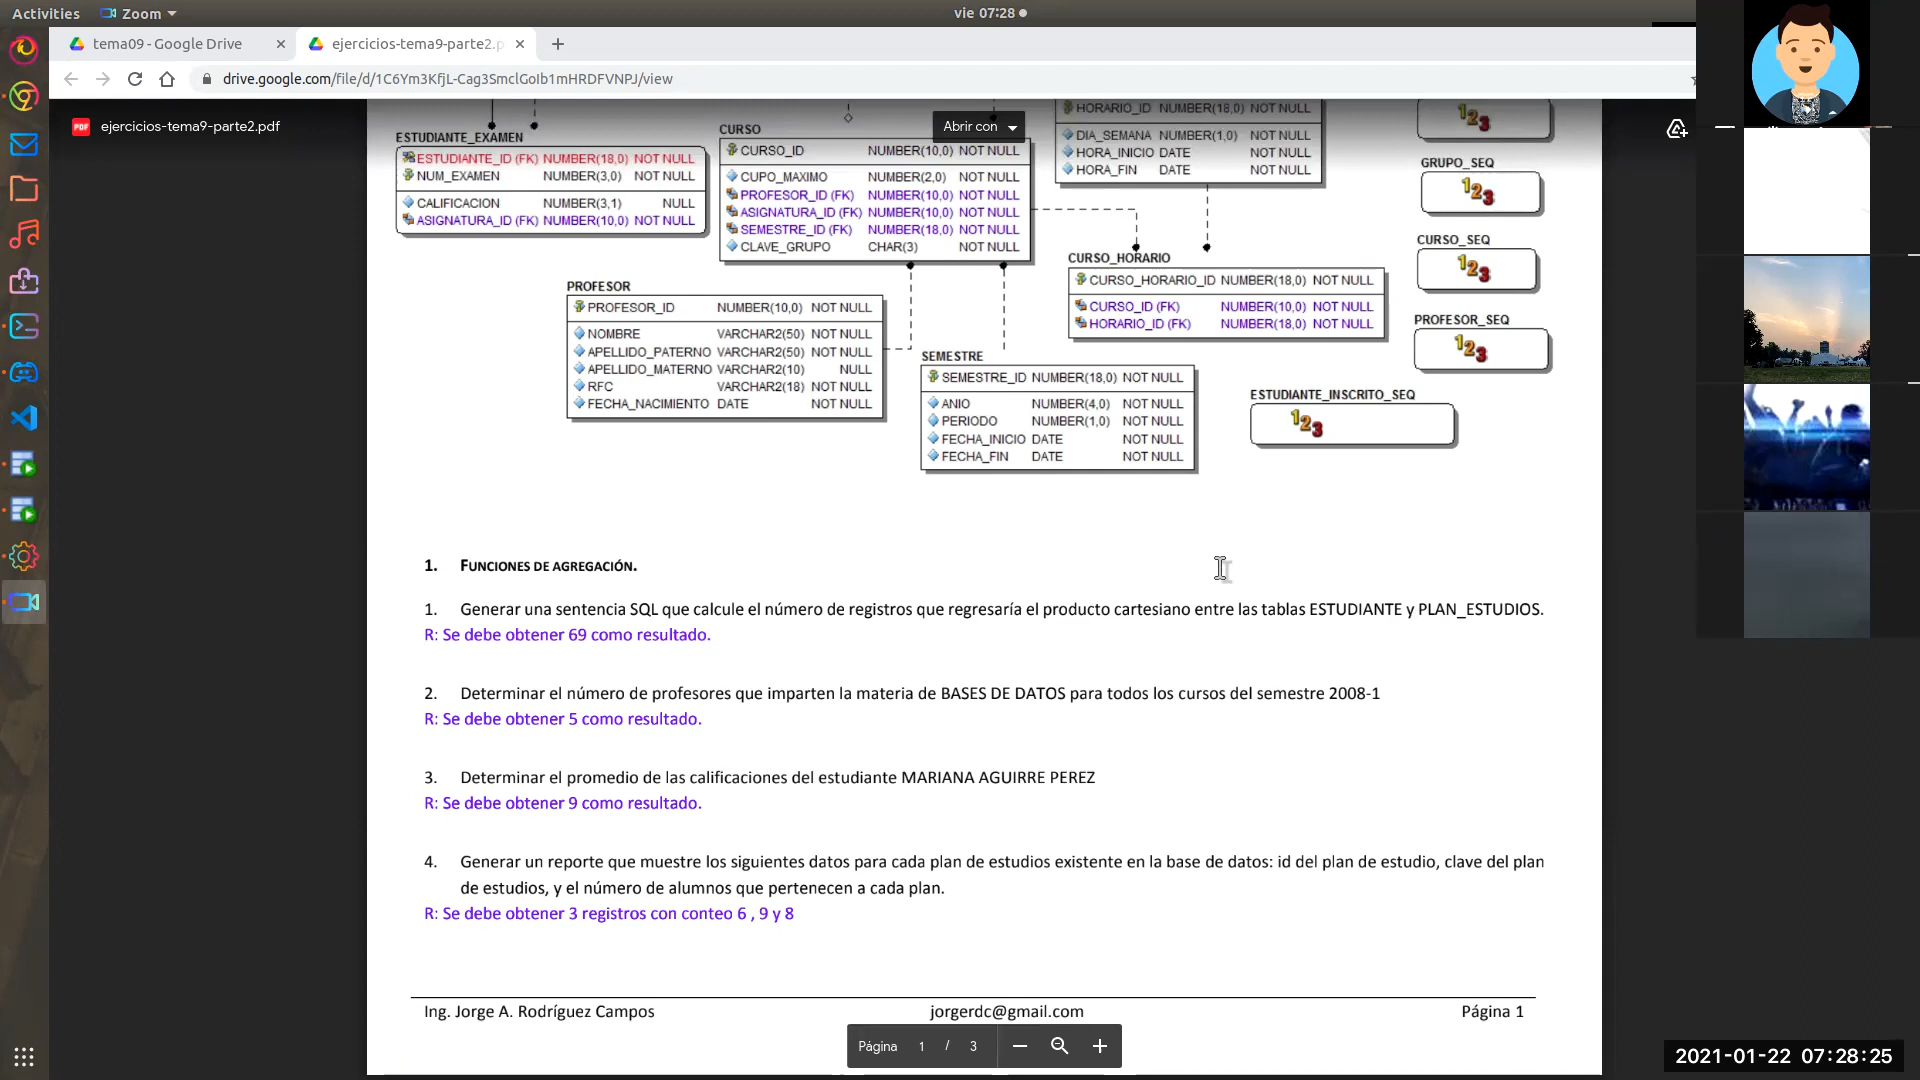 Activities Zoom vie 07:28
tema09 - Google Drive ejercicios-tema9-parte2.p
drive.google.com/file/d/1C6Ym3KfjL-Cag3SmclGoIb1mHRDFVNPJ/view
ejercicios-tema9-parte2.pdf
Abrir con
ESTUDIANTE_EXAMEN
ESTUDIANTE_ID (FK) NUMBER(18,0) NOT NULL
NUM_EXAMEN NUMBER(3,0) NOT NULL
CALIFICACION NUMBER(3,1) NULL
ASIGNATURA_ID (FK) NUMBER(10,0) NOT NULL
CURSO
CURSO_ID NUMBER(10,0) NOT NULL
CUPO_MAXIMO NUMBER(2,0) NOT NULL
PROFESOR_ID (FK) NUMBER(10,0) NOT NULL
ASIGNATURA_ID (FK) NUMBER(10,0) NOT NULL
SEMESTRE_ID (FK) NUMBER(18,0) NOT NULL
CLAVE_GRUPO CHAR(3) NOT NULL
HORARIO_ID NUMBER(18,0) NOT NULL
DIA_SEMANA NUMBER(1,0) NOT NULL
HORA_INICIO DATE NOT NULL
HORA_FIN DATE NOT NULL
123
GRUPO_SEQ
123
CURSO_SEQ
123
PROFESOR_SEQ
123
CURSO_HORARIO
CURSO_HORARIO_ID NUMBER(18,0) NOT NULL
CURSO_ID (FK) NUMBER(10,0) NOT NULL
HORARIO_ID (FK) NUMBER(18,0) NOT NULL
PROFESOR
PROFESOR_ID NUMBER(10,0) NOT NULL
NOMBRE VARCHAR2(50) NOT NULL
APELLIDO_PATERNO VARCHAR2(50) NOT NULL
APELLIDO_MATERNO VARCHAR2(10) NULL
RFC VARCHAR2(18) NOT NULL
FECHA_NACIMIENTO DATE NOT NULL
SEMESTRE
SEMESTRE_ID NUMBER(18,0) NOT NULL
ANIO NUMBER(4,0) NOT NULL
PERIODO NUMBER(1,0) NOT NULL
FECHA_INICIO DATE NOT NULL
FECHA_FIN DATE NOT NULL
ESTUDIANTE_INSCRITO_SEQ
123
1. FUNCIONES DE AGREGACIÓN.
1. Generar una sentencia SQL que calcule el número de registros que regresaría el producto cartesiano entre las tablas ESTUDIANTE y PLAN_ESTUDIOS.
R: Se debe obtener 69 como resultado.
2. Determinar el número de profesores que imparten la materia de BASES DE DATOS para todos los cursos del semestre 2008-1
R: Se debe obtener 5 como resultado.
3. Determinar el promedio de las calificaciones del estudiante MARIANA AGUIRRE PEREZ
R: Se debe obtener 9 como resultado.
4. Generar un reporte que muestre los siguientes datos para cada plan de estudios existente en la base de datos: id del plan de estudio, clave del plan
de estudios, y el número de alumnos que pertenecen a cada plan.
R: Se debe obtener 3 registros con conteo 6 , 9 y 8
Ing. Jorge A. Rodríguez Campos jorgerdc@gmail.com Página 1
Página 1 / 3
2021-01-22 07:28:25